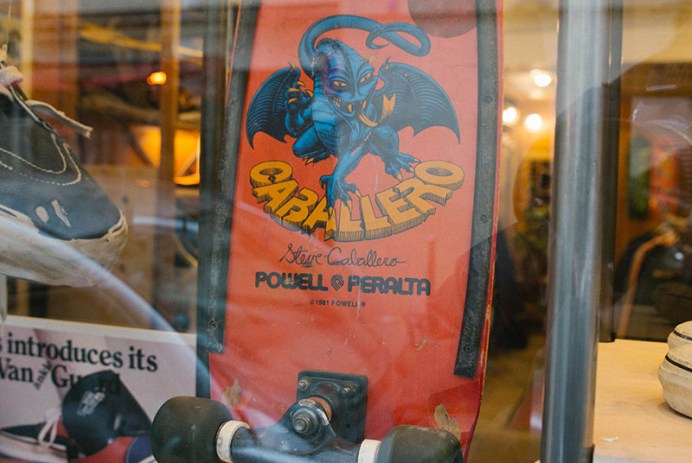 CABALLERO
Steve Caballero
POWELL PERALTA
© 1981 POWELL
s introduces its
Van Guard